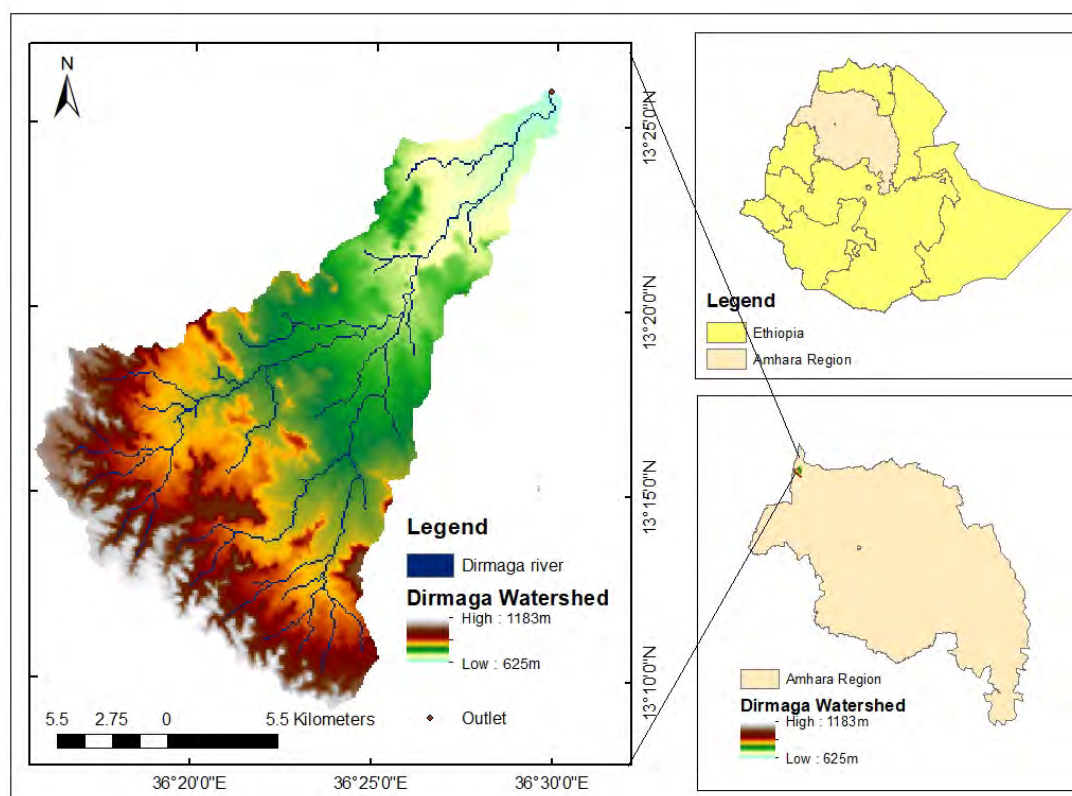 N
Legend
Dirmaga river
Dirmaga Watershed
High : 1183m
Low : 625m
Outlet
5.5 2.75 0 5.5 Kilometers
36°20'0"E 36°25'0"E 36°30'0"E
13°25'0"N
13°20'0"N
13°15'0"N
13°10'0"N
Legend
Ethiopia
Amhara Region
Amhara Region
Dirmaga Watershed
High : 1183m
Low : 625m